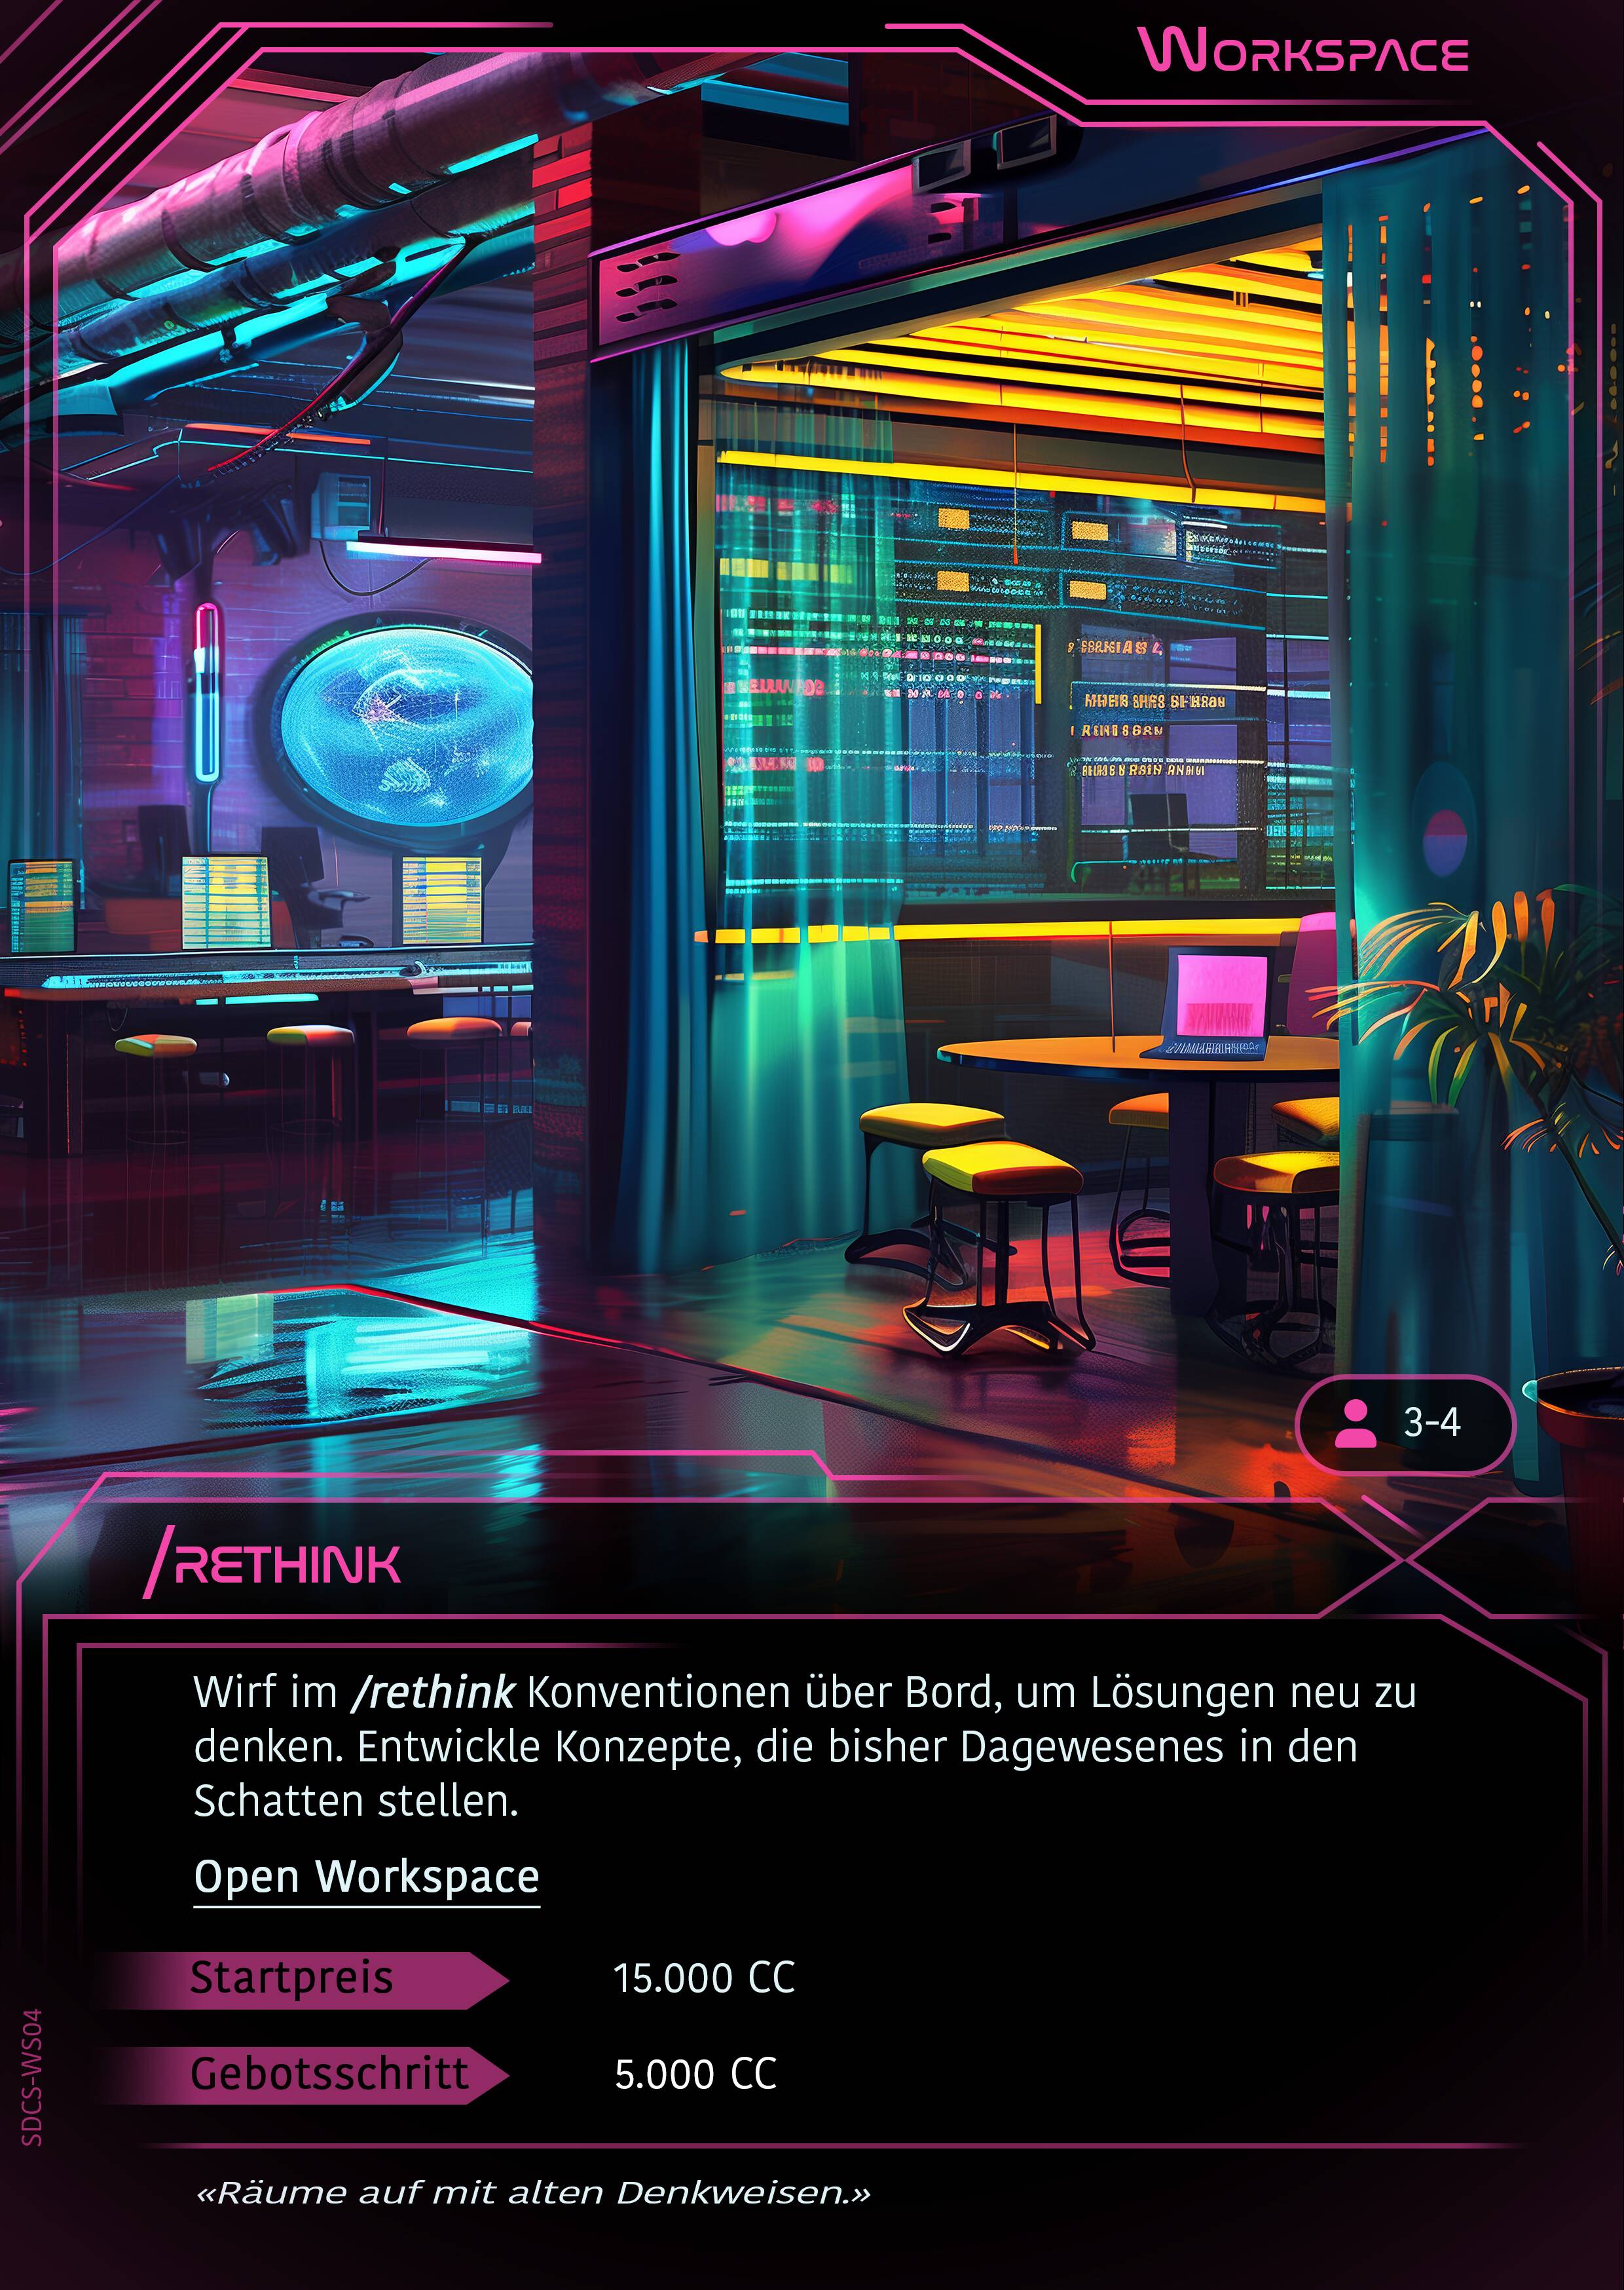 WORKSPACE
3-4
/RETHINK
Wirf im /rethink Konventionen über Bord, um Lösungen neu zu
denken. Entwickle Konzepte, die bisher Dagewesenes in den
Schatten stellen.
Open Workspace
Startpreis 15.000 CC
Gebotsschritt 5.000 CC
SDCS-WS04
«Räume auf mit alten Denkweisen.»